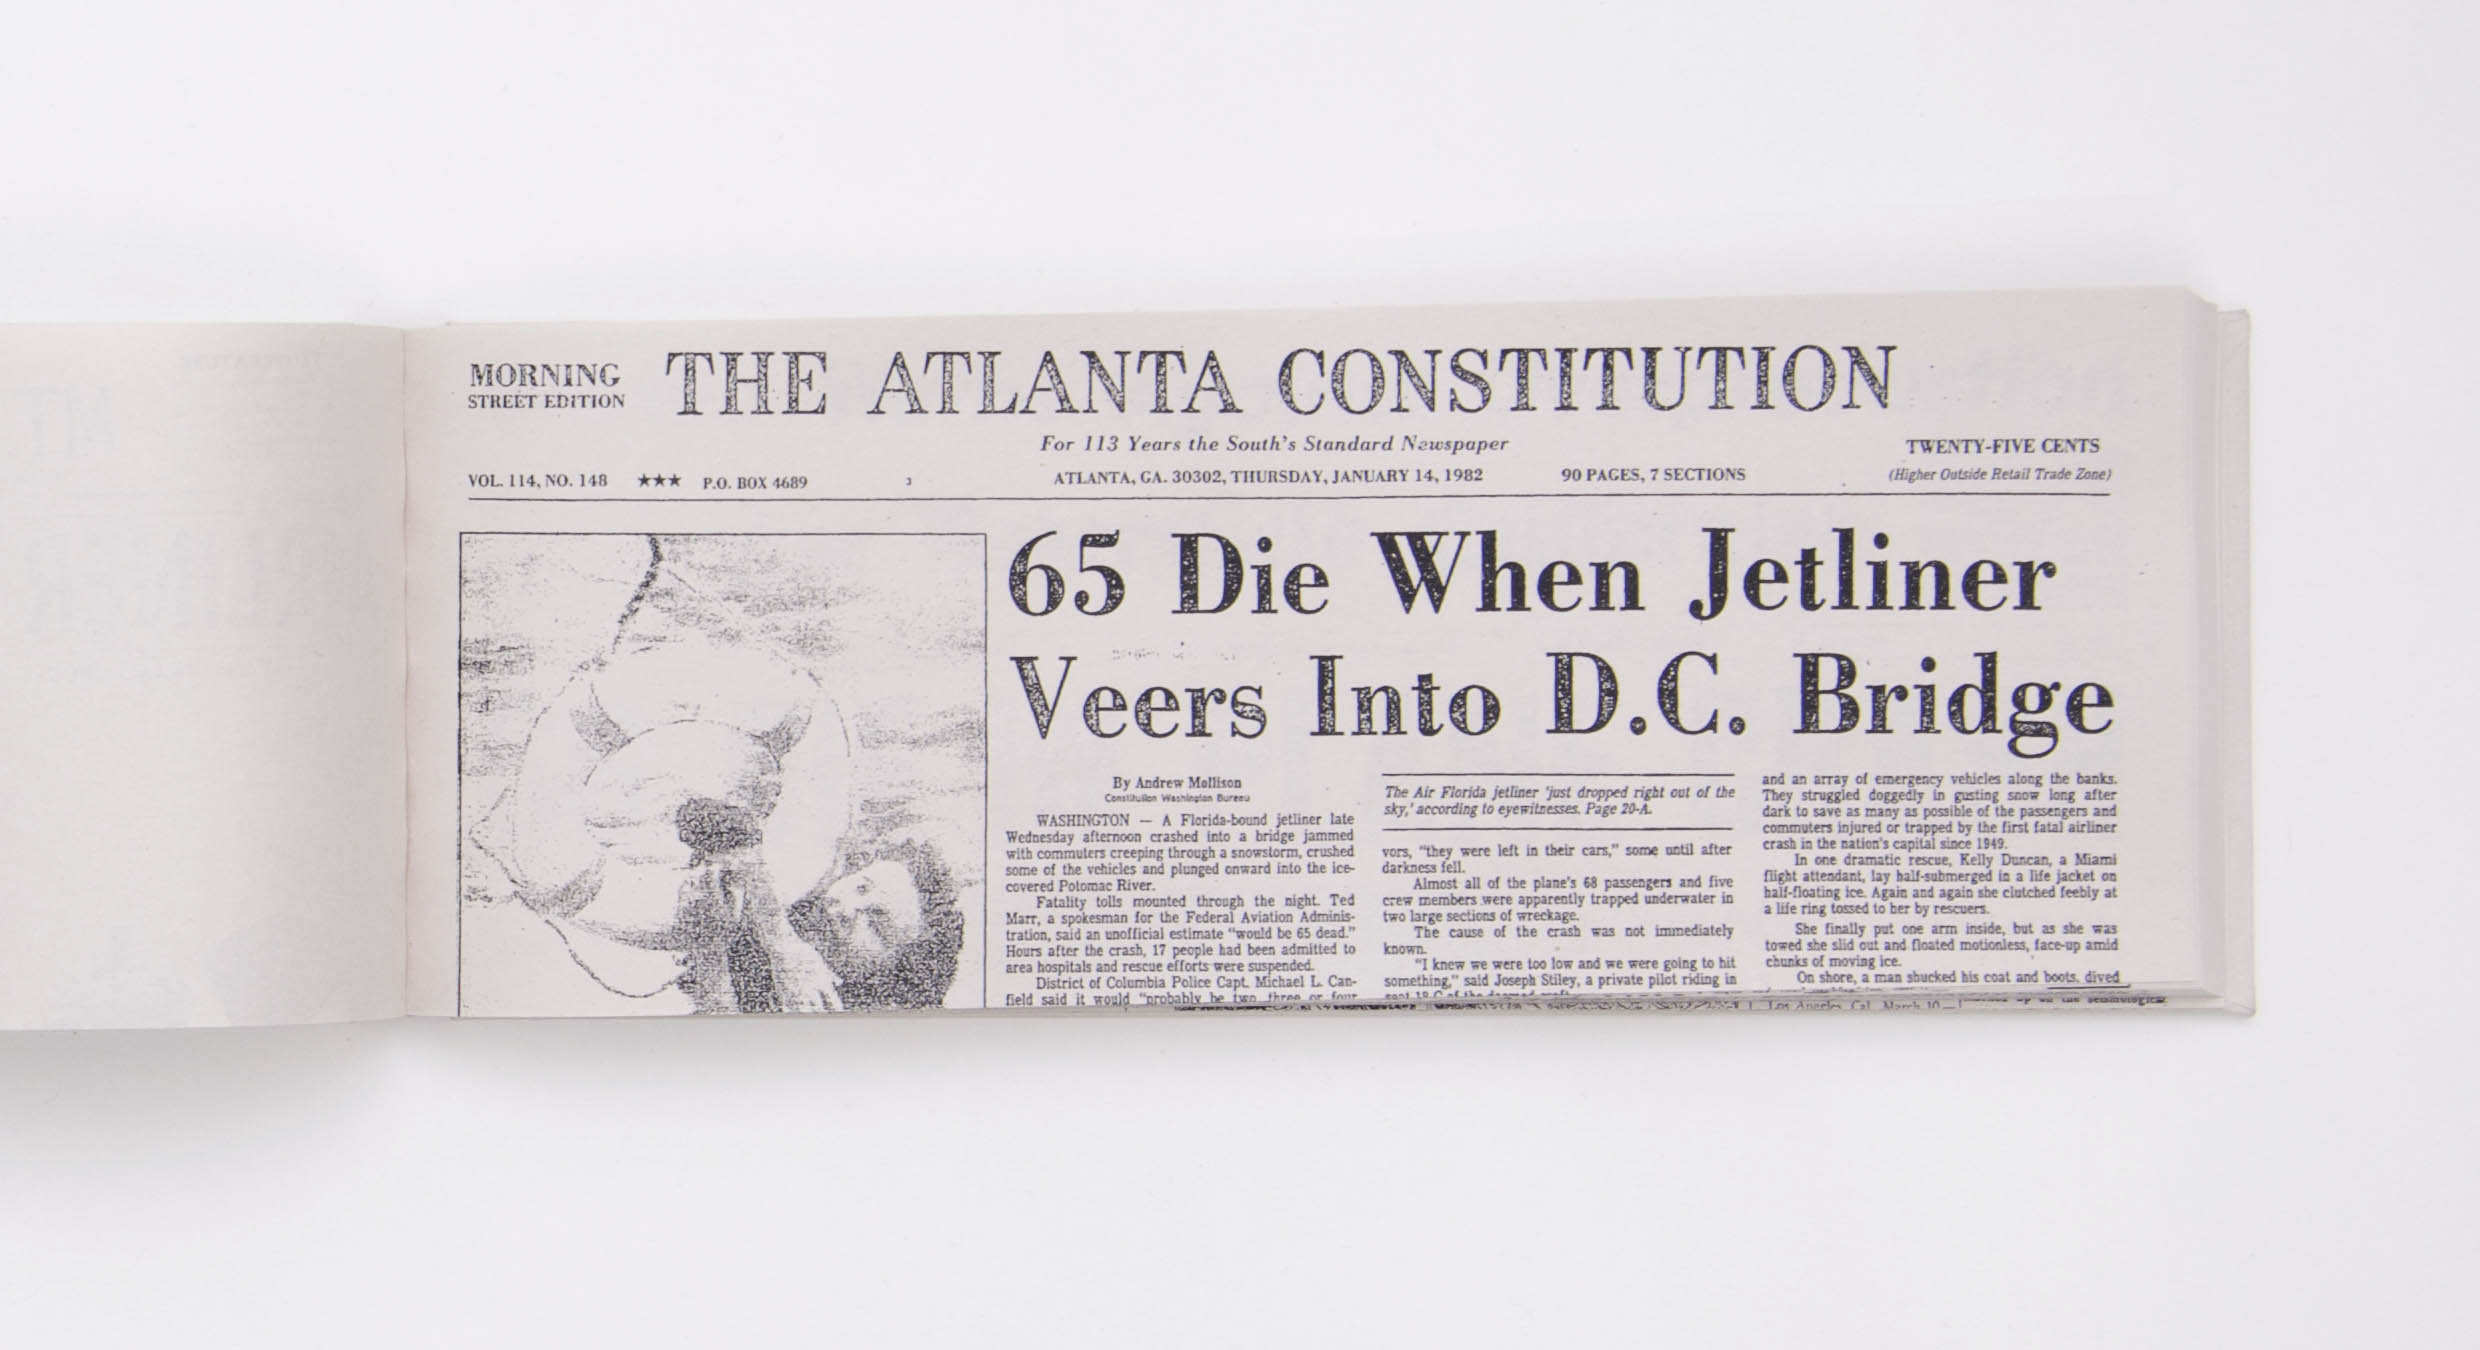 MORNING
STREET EDITION
THE ATLANTA CONSTITUTION
For 113 Years the South's Standard Newspaper
TWENTY-FIVE CENTS
VOL. 114, NO. 148 ★★★ P.O. BOX 4689 3 ATLANTA, GA. 30302, THURSDAY, JANUARY 14, 1982 90 PAGES, 7 SECTIONS (Higher Outside Retail Trade Zone)
65 Die When Jetliner
Veers Into D.C. Bridge
By Andrew Mollison
Constitution Washington Bureau
WASHINGTON — A Florida-bound jetliner late
Wednesday afternoon crashed into a bridge jammed
with commuters creeping through a snowstorm, crushed
some of the vehicles and plunged onward into the ice-
covered Potomac River.
Fatality tolls mounted through the night. Ted
Marr, a spokesman for the Federal Aviation Adminis-
tration, said an unofficial estimate "would be 65 dead."
Hours after the crash, 17 people had been admitted to
area hospitals and rescue efforts were suspended.
District of Columbia Police Capt. Michael L. Can-
field said it would "probably be two, three or four
The Air Florida jetliner 'just dropped right out of the
sky,' according to eyewitnesses. Page 20-A.
vors, "they were left in their cars," some until after
darkness fell.
Almost all of the plane's 68 passengers and five
crew members were apparently trapped underwater in
two large sections of wreckage.
The cause of the crash was not immediately
known.
"I knew we were too low and we were going to hit
something," said Joseph Stiley, a private pilot riding in
and an array of emergency vehicles along the banks.
They struggled doggedly in gusting snow long after
dark to save as many as possible of the passengers and
commuters injured or trapped by the first fatal airliner
crash in the nation's capital since 1949.
In one dramatic rescue, Kelly Duncan, a Miami
flight attendant, lay half-submerged in a life jacket on
half-floating ice. Again and again she clutched feebly at
a life ring tossed to her by rescuers.
She finally put one arm inside, but as she was
towed she slid out and floated motionless, face-up amid
chunks of moving ice.
On shore, a man shucked his coat and boots, dived
Los Angeles, Cal., March 10—